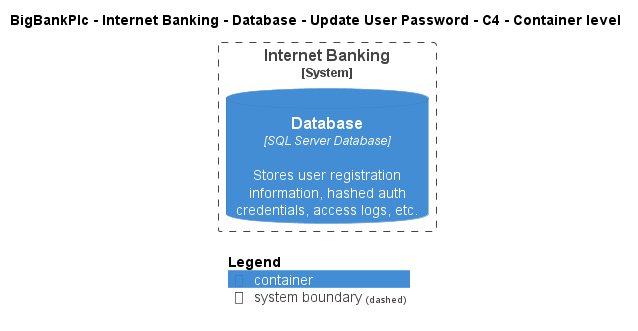 BigBankPlc - Internet Banking - Database - Update User Password - C4 - Container level
Internet Banking
[System]
Database
[SQL Server Database]
Stores user registration
information, hashed auth
credentials, access logs, etc.
Legend
container
system boundary (dashed)